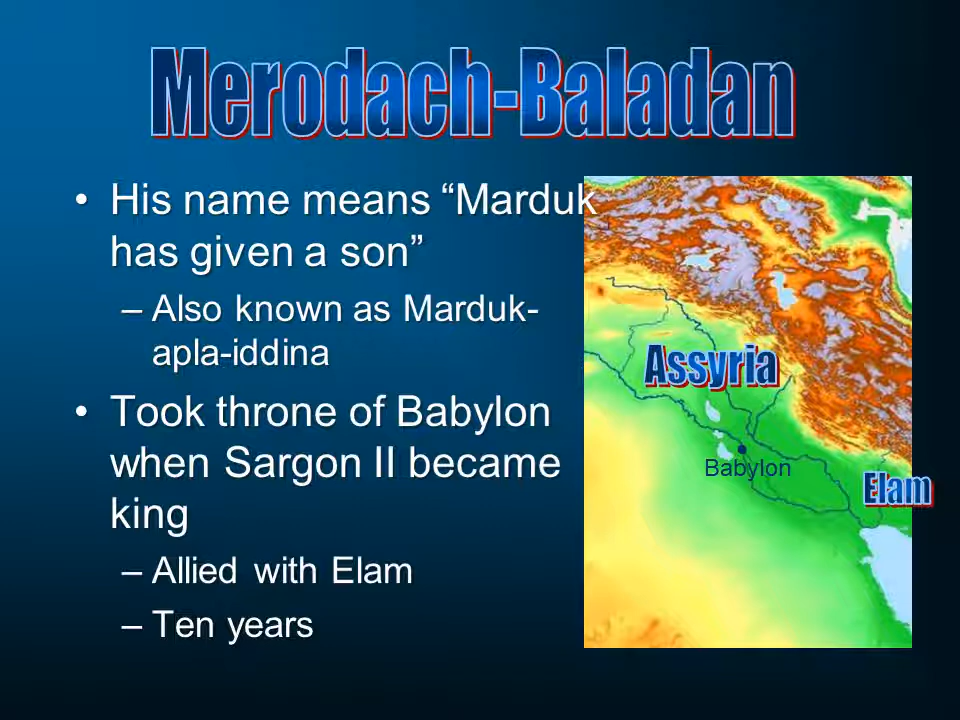 Merodach-Baladan
• His name means “Marduk
has given a son”
– Also known as Marduk-
apla-iddina
• Took throne of Babylon
when Sargon II became
king
– Allied with Elam
– Ten years
Assyria
Babylon
Elam